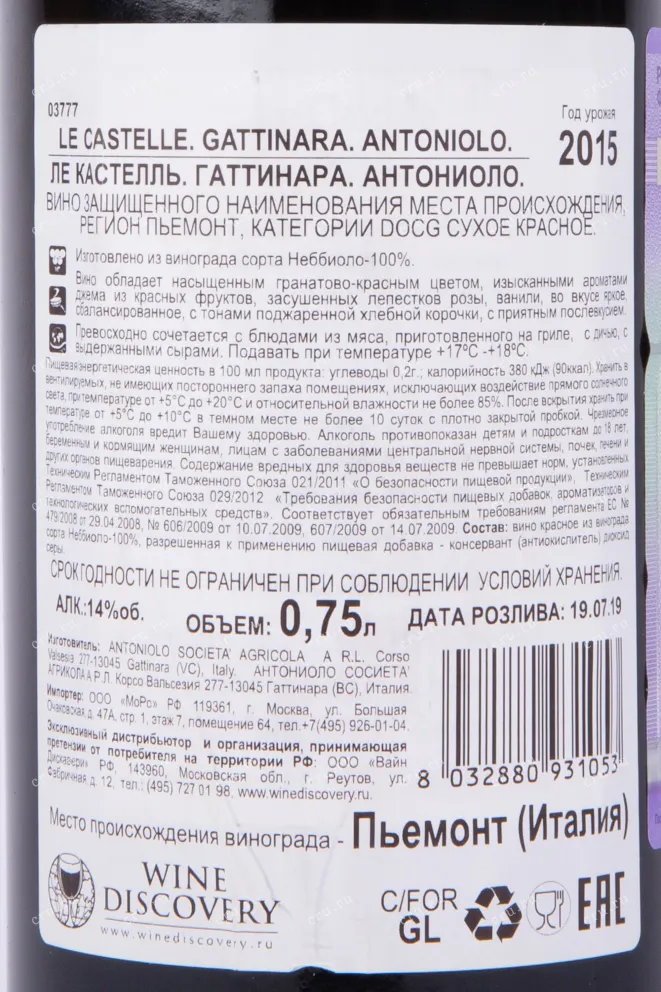 03777
Год урожая
LE CASTELLE. GATTINARA. ANTONIOLO.
2015
ЛЕ КАСТЕЛЛЬ. ГАТТИНАРА. АНТОНИОЛО.
ВИНО ЗАЩИЩЕННОГО НАИМЕНОВАНИЯ МЕСТА ПРОИСХОЖДЕНИЯ,
РЕГИОН ПЬЕМОНТ, КАТЕГОРИИ DOCG СУХОЕ КРАСНОЕ.
Изготовлено из винограда сорта Неббиоло-100%.
Вино обладает насыщенным гранатово-красным цветом, изысканными ароматами
джема из красных фруктов, засушенных лепестков розы, ванили, во вкусе яркое,
сбалансированное, с тонами поджаренной хлебной корочки, с приятным послевкусием.
Превосходно сочетается с блюдами из мяса, приготовленного на гриле, с дичью, с
выдержанными сырами. Подавать при температуре +17°С -+18°С.
Пищевая/энергетическая ценность в 100 мл продукта: углеводы 0,2г.; калорийность 380 кДж (90ккал). Хранить в
вентилируемых, не имеющих постороннего запаха помещениях, исключающих воздействие прямого солнечного
света, при температуре от +5°С до +20°С и относительной влажности не более 85%. После вскрытия хранить при
температуре от +5°С до +10°С в темном месте не более 10 суток с плотно закрытой пробкой. Чрезмерное
употребление алкоголя вредит Вашему здоровью. Алкоголь противопоказан детям и подросткам до 18 лет,
беременным и кормящим женщинам, лицам с заболеваниями центральной нервной системы, почек, печени и
других органов пищеварения. Содержание вредных для здоровья веществ не превышает норм, установленных
Техническим Регламентом Таможенного Союза 021/2011 «О безопасности пищевой продукции», Техническим
Регламентом Таможенного Союза 029/2012 «Требования безопасности пищевых добавок, ароматизаторов и
технологических вспомогательных средств». Соответствует обязательным требованиям регламента ЕС №
479/2008 от 29.04.2008, № 606/2009 от 10.07.2009, 607/2009 от 14.07.2009. Состав: вино красное из винограда
сорта Неббиоло-100%, разрешенная к применению пищевая добавка - консервант (антиокислитель) диоксид
серы.
СРОК ГОДНОСТИ НЕ ОГРАНИЧЕН ПРИ СОБЛЮДЕНИИ УСЛОВИЙ ХРАНЕНИЯ.
АЛК.:14%об. ОБЪЕМ: 0,75л ДАТА РОЗЛИВА: 19.07.19
Изготовитель: ANTONIOLO SOCIETA' AGRICOLA A R.L. Corso
Valsesia 277-13045 Gattinara (VC), Italy. АНТОНИОЛО СОСИЕТА'
АГРИКОЛА А Р.Л. Корсо Вальсезия 277-13045 Гаттинара (ВС), Италия.
Импортер: ООО «МоРо» РФ 119361, г. Москва, ул. Большая
Очаковская д. 47А, стр. 1, этаж 7, помещение 64, тел.+7(495) 926-01-04.
Эксклюзивный дистрибьютор и организация, принимающая
претензии от потребителя на территории РФ: ООО «Вайн
Дискавери» РФ, 143960, Московская обл., г. Реутов, ул.
Фабричная д. 12, тел.: (495) 727 01 98, www.winediscovery.ru.
8 032880 931053
Место происхождения винограда - Пьемонт (Италия)
WINE
DISCOVERY
www.winediscovery.ru
C/FOR
GL
EAC